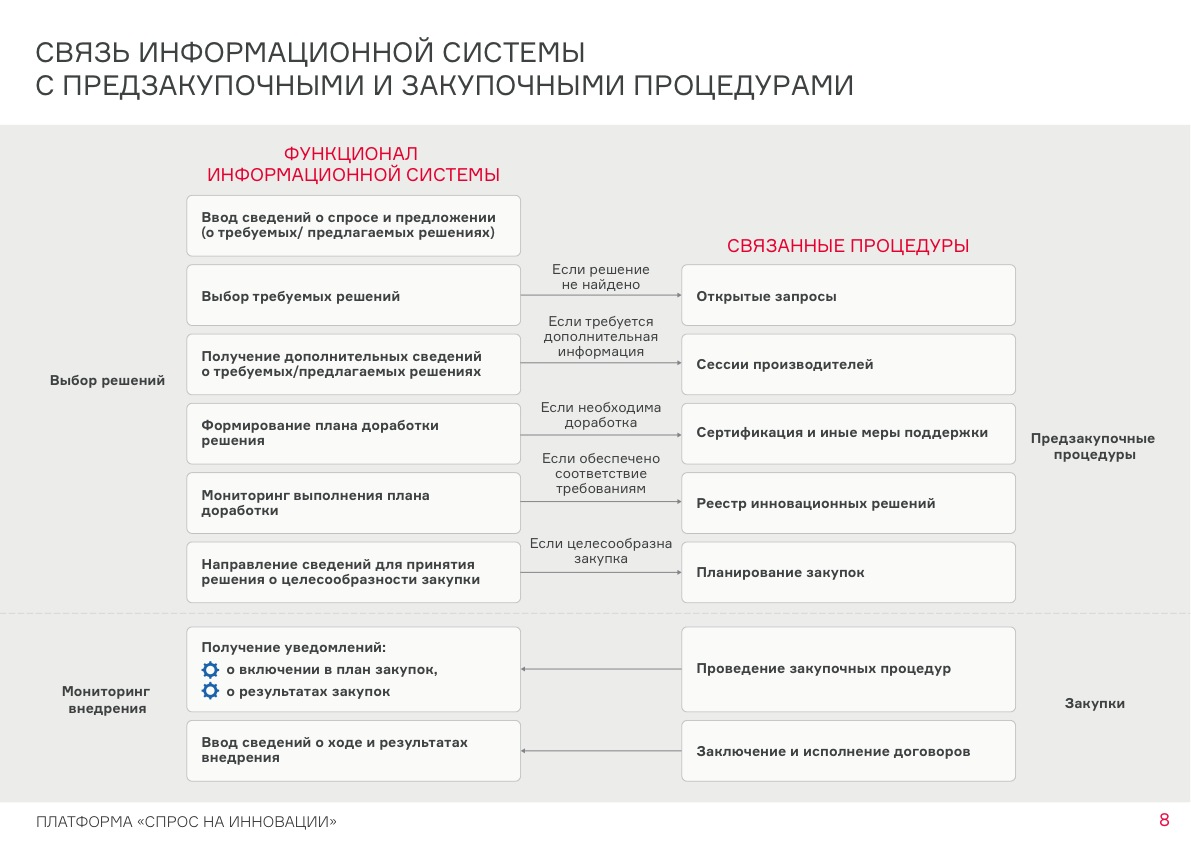 СВЯЗЬ ИНФОРМАЦИОННОЙ СИСТЕМЫ
С ПРЕДЗАКУПОЧНЫМИ И ЗАКУПОЧНЫМИ ПРОЦЕДУРАМИ
ФУНКЦИОНАЛ
ИНФОРМАЦИОННОЙ СИСТЕМЫ
Ввод сведений о спросе и предложении
(о требуемых/ предлагаемых решениях)
СВЯЗАННЫЕ ПРОЦЕДУРЫ
Выбор требуемых решений
Если решение
не найдено
Открытые запросы
Получение дополнительных сведений
о требуемых/предлагаемых решениях
Если требуется
дополнительная
информация
Сессии производителей
Выбор решений
Формирование плана доработки
решения
Если необходима
доработка
Сертификация и иные меры поддержки
Предзакупочные
процедуры
Мониторинг выполнения плана
доработки
Если обеспечено
соответствие
требованиям
Реестр инновационных решений
Направление сведений для принятия
решения о целесообразности закупки
Если целесообразна
закупка
Планирование закупок
Получение уведомлений:
о включении в план закупок,
о результатах закупок
Проведение закупочных процедур
Мониторинг
внедрения
Закупки
Ввод сведений о ходе и результатах
внедрения
Заключение и исполнение договоров
ПЛАТФОРМА «СПРОС НА ИННОВАЦИИ»
8